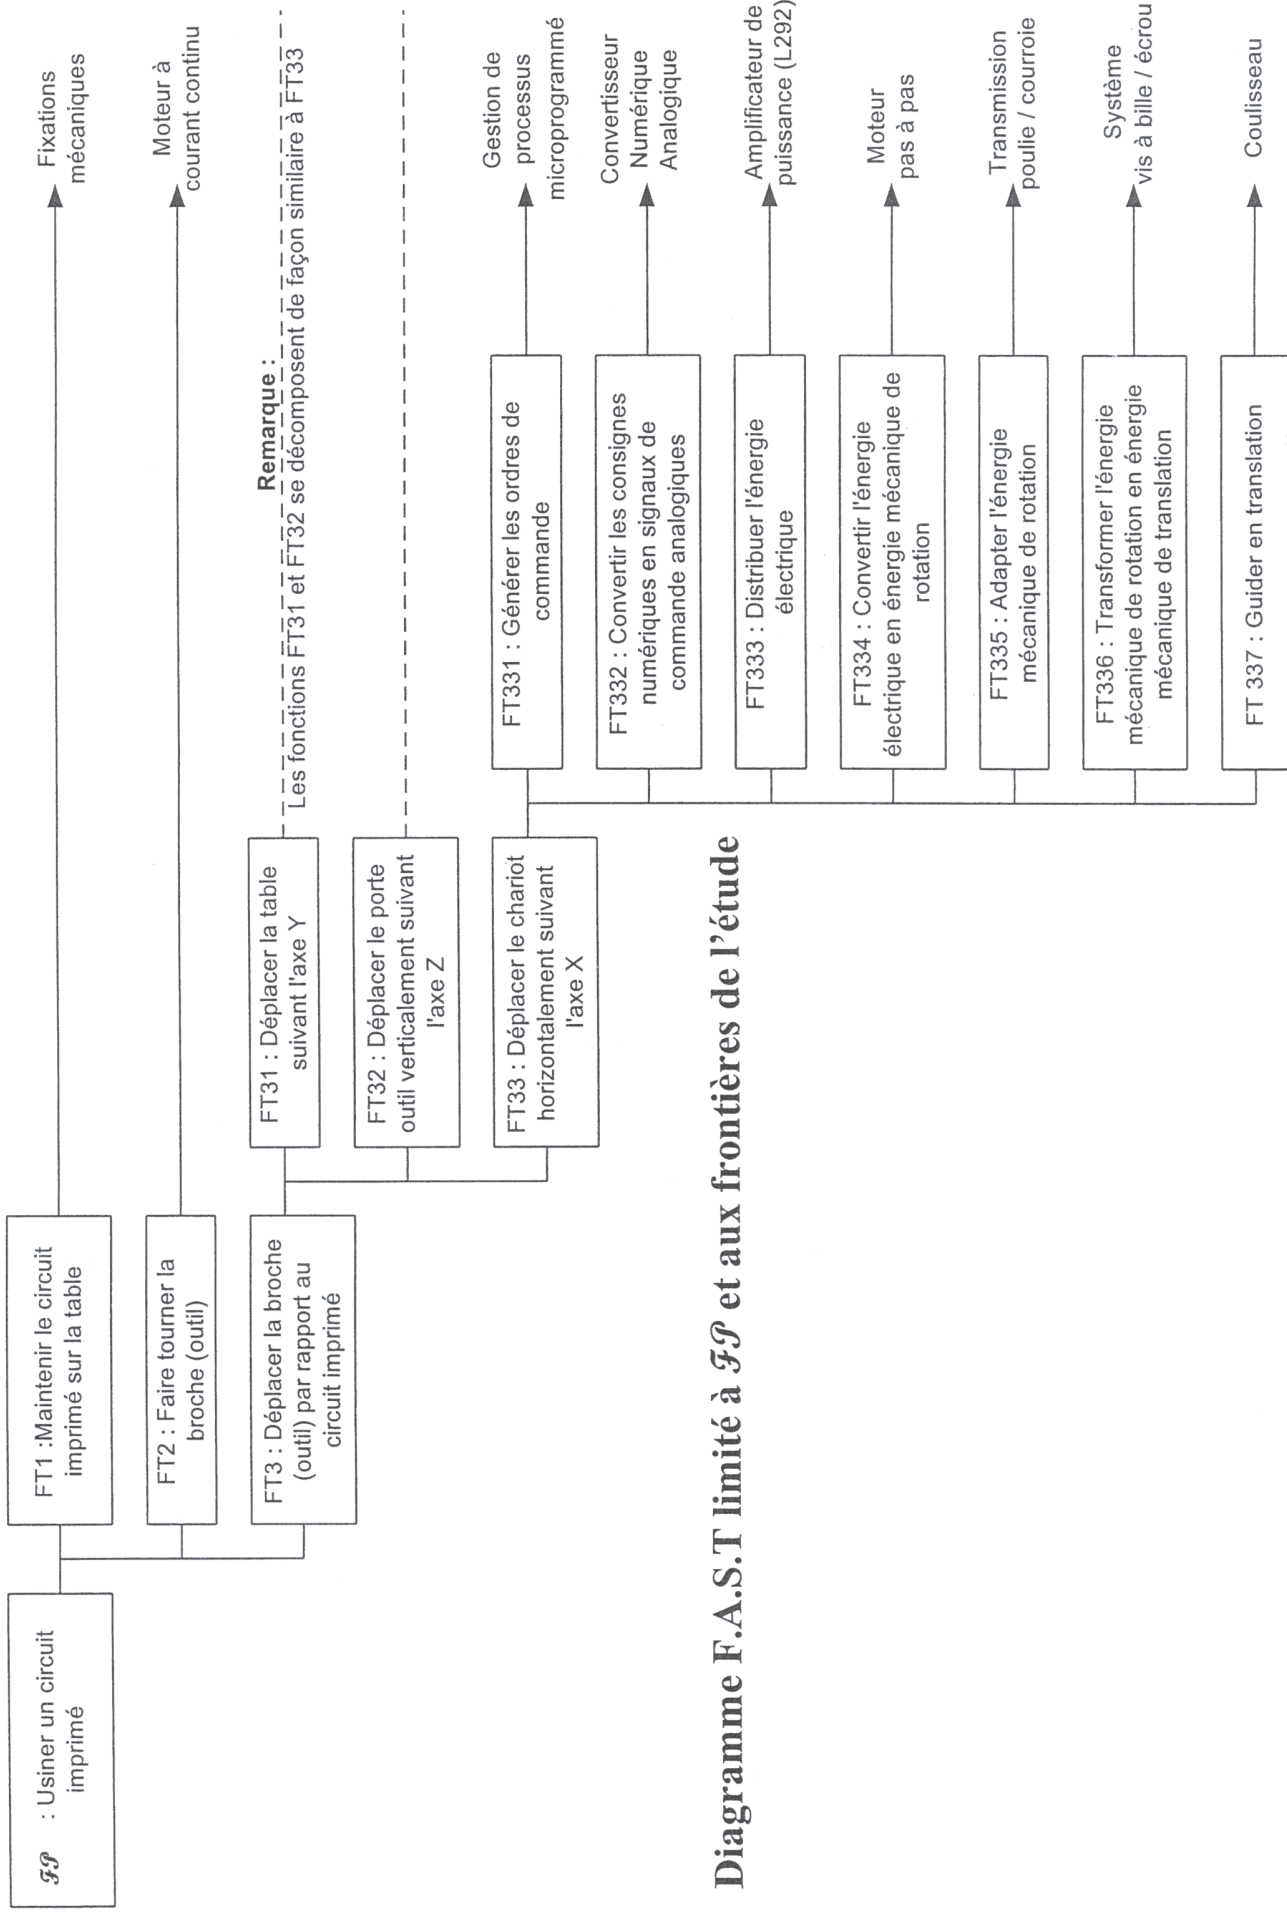 FP : Usiner un circuit
imprimé
FT1 :Maintenir le circuit
imprimé sur la table
Fixations
mécaniques
FT2 : Faire tourner la
broche (outil)
Moteur à
courant continu
FT3 : Déplacer la broche
(outil) par rapport au
circuit imprimé
FT31 : Déplacer la table
suivant l'axe Y
Remarque :
Les fonctions FT31 et FT32 se décomposent de façon similaire à FT33
FT32 : Déplacer le porte
outil verticalement suivant
l'axe Z
FT33 : Déplacer le chariot
horizontalement suivant
l'axe X
FT331 : Générer les ordres de
commande
Gestion de
processus
microprogrammé
FT332 : Convertir les consignes
numériques en signaux de
commande analogiques
Convertisseur
Numérique
Analogique
FT333 : Distribuer l'énergie
électrique
Amplificateur de
puissance (L292)
FT334 : Convertir l'énergie
électrique en énergie mécanique de
rotation
Moteur
pas à pas
FT335 : Adapter l'énergie
mécanique de rotation
Transmission
poulie / courroie
FT336 : Transformer l'énergie
mécanique de rotation en énergie
mécanique de translation
Système
vis à bille / écrou
FT 337 : Guider en translation
Coulisseau
Diagramme F.A.S.T limité à FP et aux frontières de l'étude